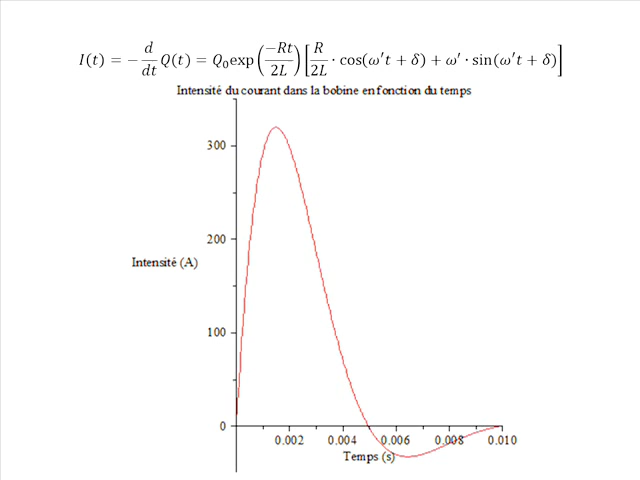 I(t) = −d/dt Q(t) = Q₀exp(−Rt/2L)[R/2L · cos(ω′t + δ) + ω′ · sin(ω′t + δ)]
Intensité du courant dans la bobine en fonction du temps
300
200
Intensité (A)
100
0
0.002 0.004 0.006 0.008 0.010
Temps (s)